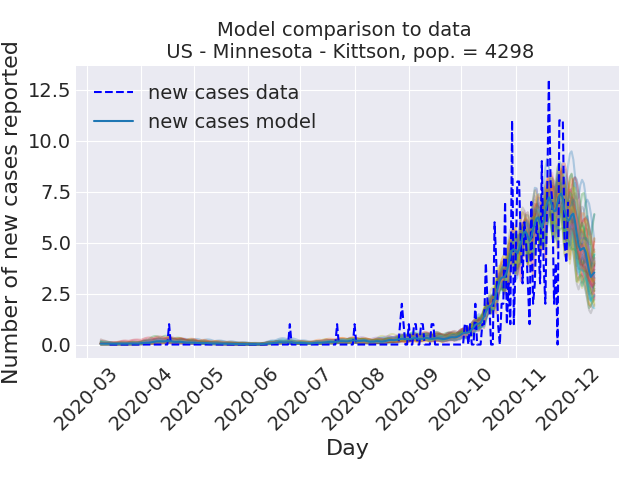 Model comparison to data
US - Minnesota - Kittson, pop. = 4298
Number of new cases reported
12.5
10.0
7.5
5.0
2.5
0.0
new cases data
new cases model
2020-03
2020-04
2020-05
2020-06
2020-07
2020-08
2020-09
2020-10
2020-11
2020-12
Day